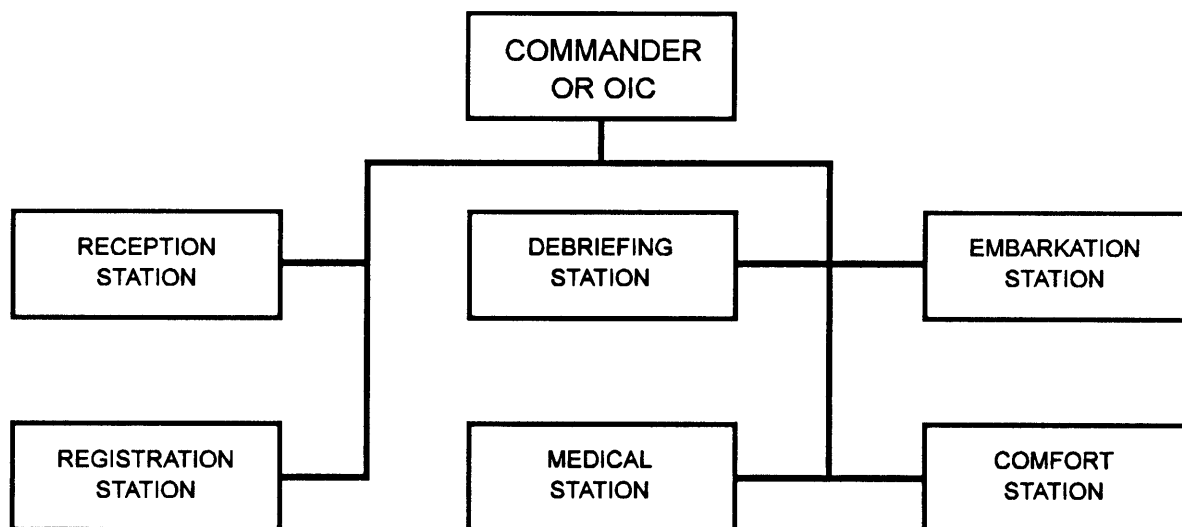 COMMANDER
OR OIC
RECEPTION
STATION
DEBRIEFING
STATION
EMBARKATION
STATION
REGISTRATION
STATION
MEDICAL
STATION
COMFORT
STATION